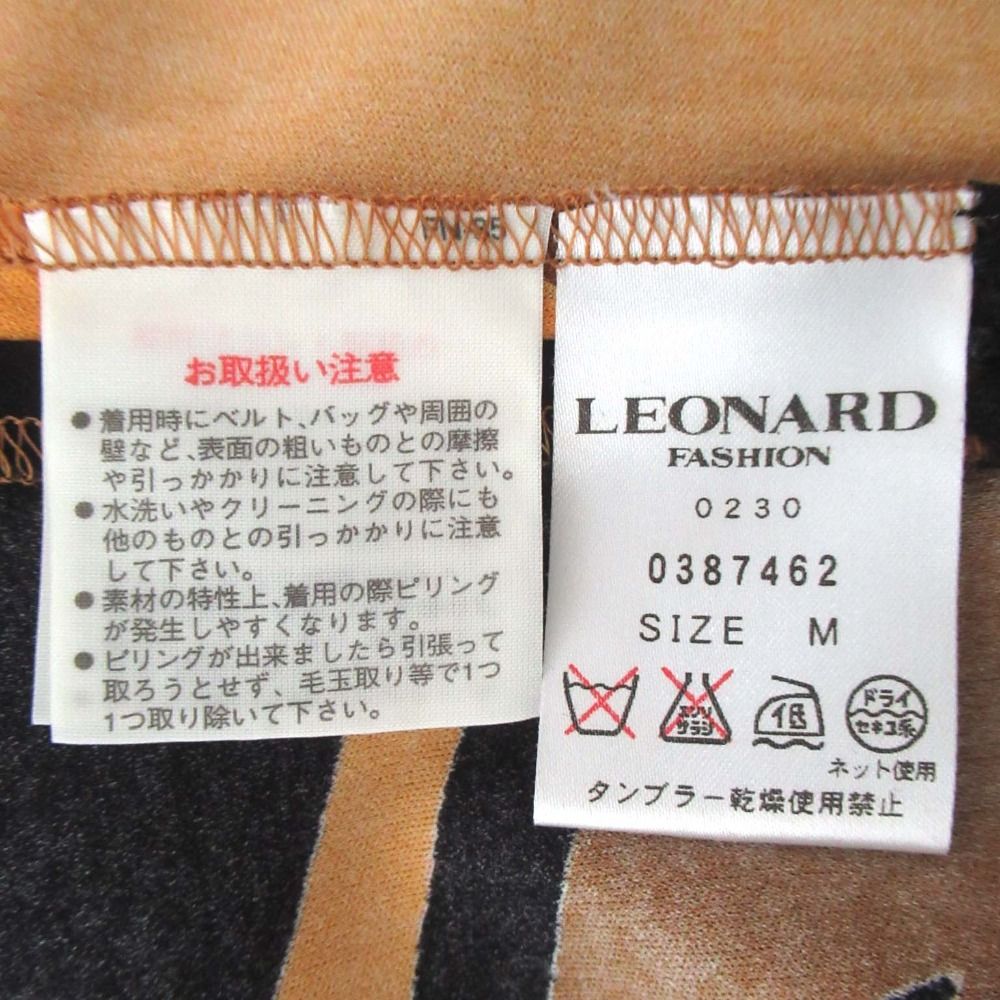 お取扱い注意
●着用時にベルト、バッグや周囲の
壁など、表面の粗いものとの摩擦
や引っかかりに注意して下さい。
●水洗いやクリーニングの際にも
他のものとの引っかかりに注意
して下さい。
●素材の特性上、着用の際ピリング
が発生しやすくなります。
●ピリングが出来ましたら引張って
取ろうとせず、毛玉取り等で1つ
1つ取り除いて下さい。
LEONARD
FASHION
0230
0387462
SIZE M
エンソ
サラシ
低
ドライ
セキユ系
ネット使用
タンブラー乾燥使用禁止